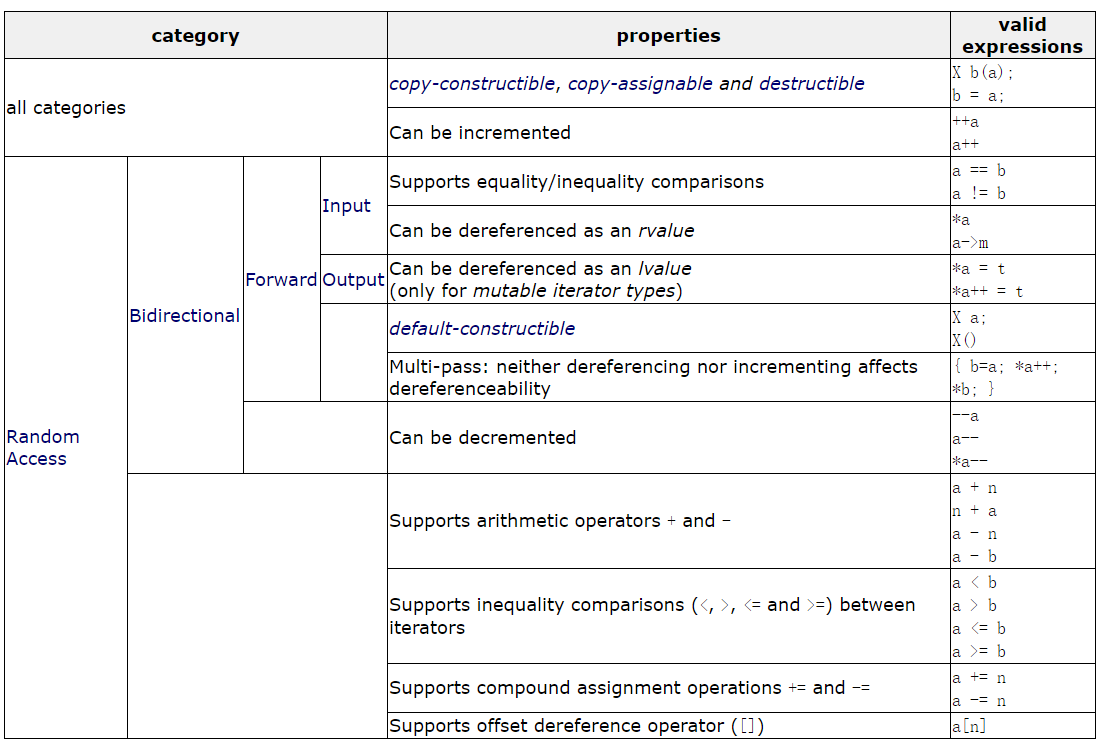 category
properties
valid
expressions
all categories
copy-constructible, copy-assignable and destructible
X b(a);
b = a;
Can be incremented
++a
a++
Random
Access
Bidirectional
Forward
Input
Supports equality/inequality comparisons
a == b
a != b
Can be dereferenced as an rvalue
*a
a->m
Output
Can be dereferenced as an lvalue
(only for mutable iterator types)
*a = t
*a++ = t
default-constructible
X a;
X()
Multi-pass: neither dereferencing nor incrementing affects
dereferenceability
{ b=a; *a++;
*b; }
Can be decremented
--a
a--
*a--
Supports arithmetic operators + and -
a + n
n + a
a - n
a - b
Supports inequality comparisons (<, >, <= and >=) between
iterators
a < b
a > b
a <= b
a >= b
Supports compound assignment operations += and -=
a += n
a -= n
Supports offset dereference operator ([])
a[n]